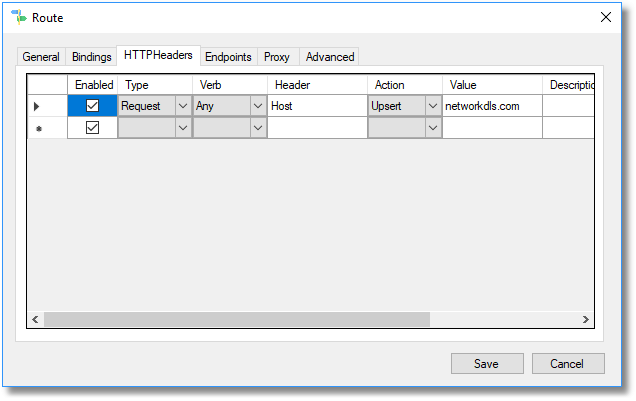 Route
General Bindings HTTPHeaders Endpoints Proxy Advanced
Enabled Type Verb Header Action Value Descriptio
Request Any Host Upsert networkdls.com
Save Cancel